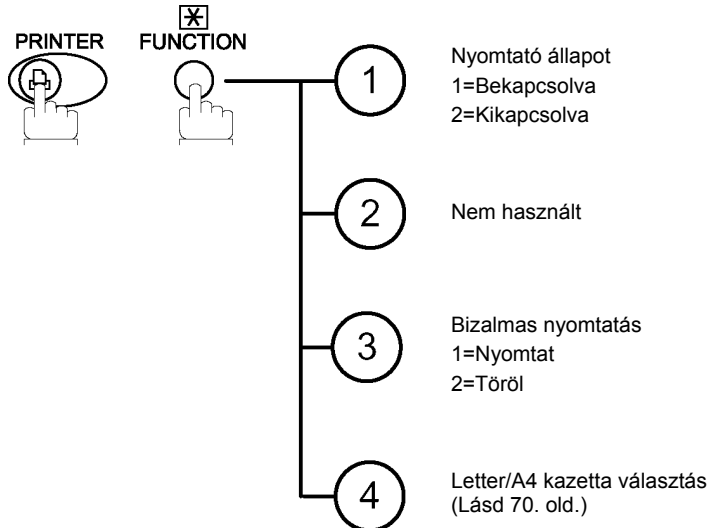 PRINTER
FUNCTION
1
Nyomtató állapot
1=Bekapcsolva
2=Kikapcsolva
2
Nem használt
3
Bizalmas nyomtatás
1=Nyomtat
2=Töröl
4
Letter/A4 kazetta választás
(Lásd 70. old.)